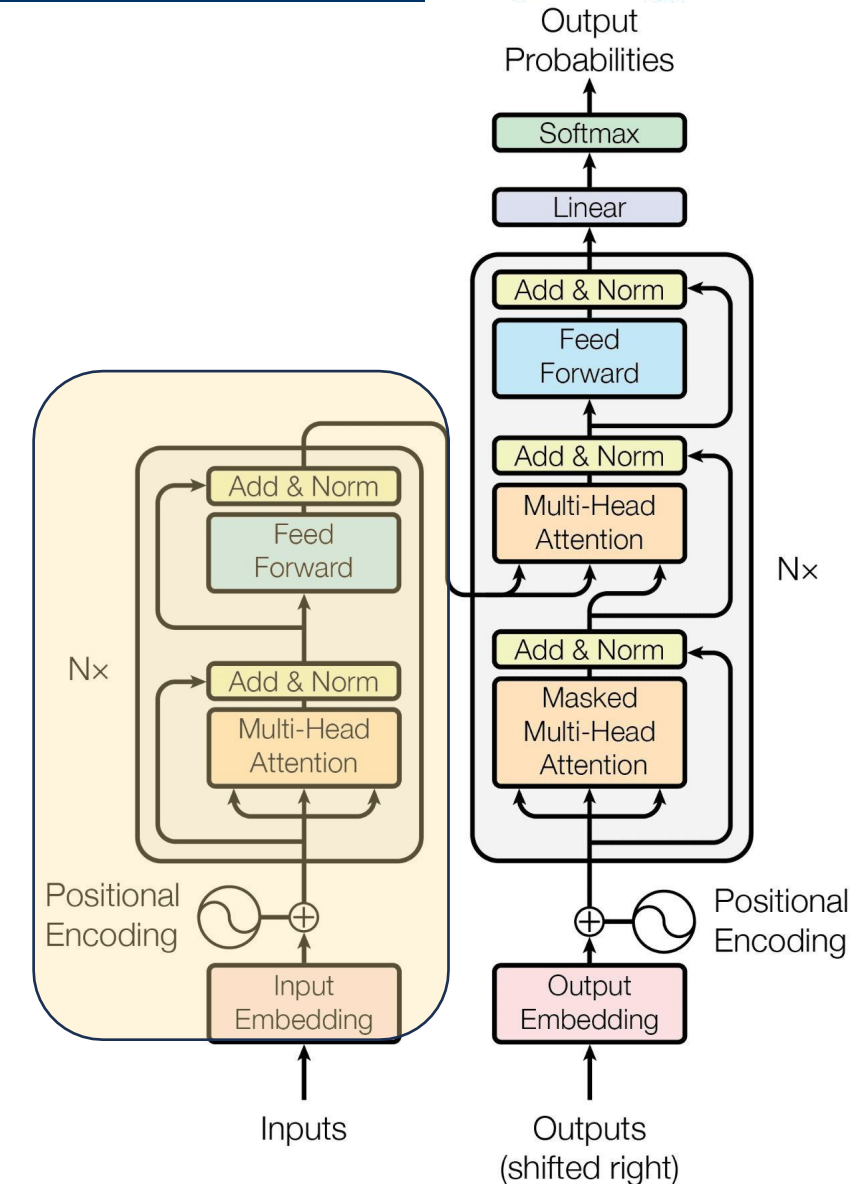 Output
Probabilities
Softmax
Linear
Add & Norm
Feed
Forward
Add & Norm
Multi-Head
Attention
Nx
Add & Norm
Masked
Multi-Head
Attention
Positional
Encoding
Output
Embedding
Outputs
(shifted right)
Add & Norm
Feed
Forward
Nx
Add & Norm
Multi-Head
Attention
Positional
Encoding
Input
Embedding
Inputs